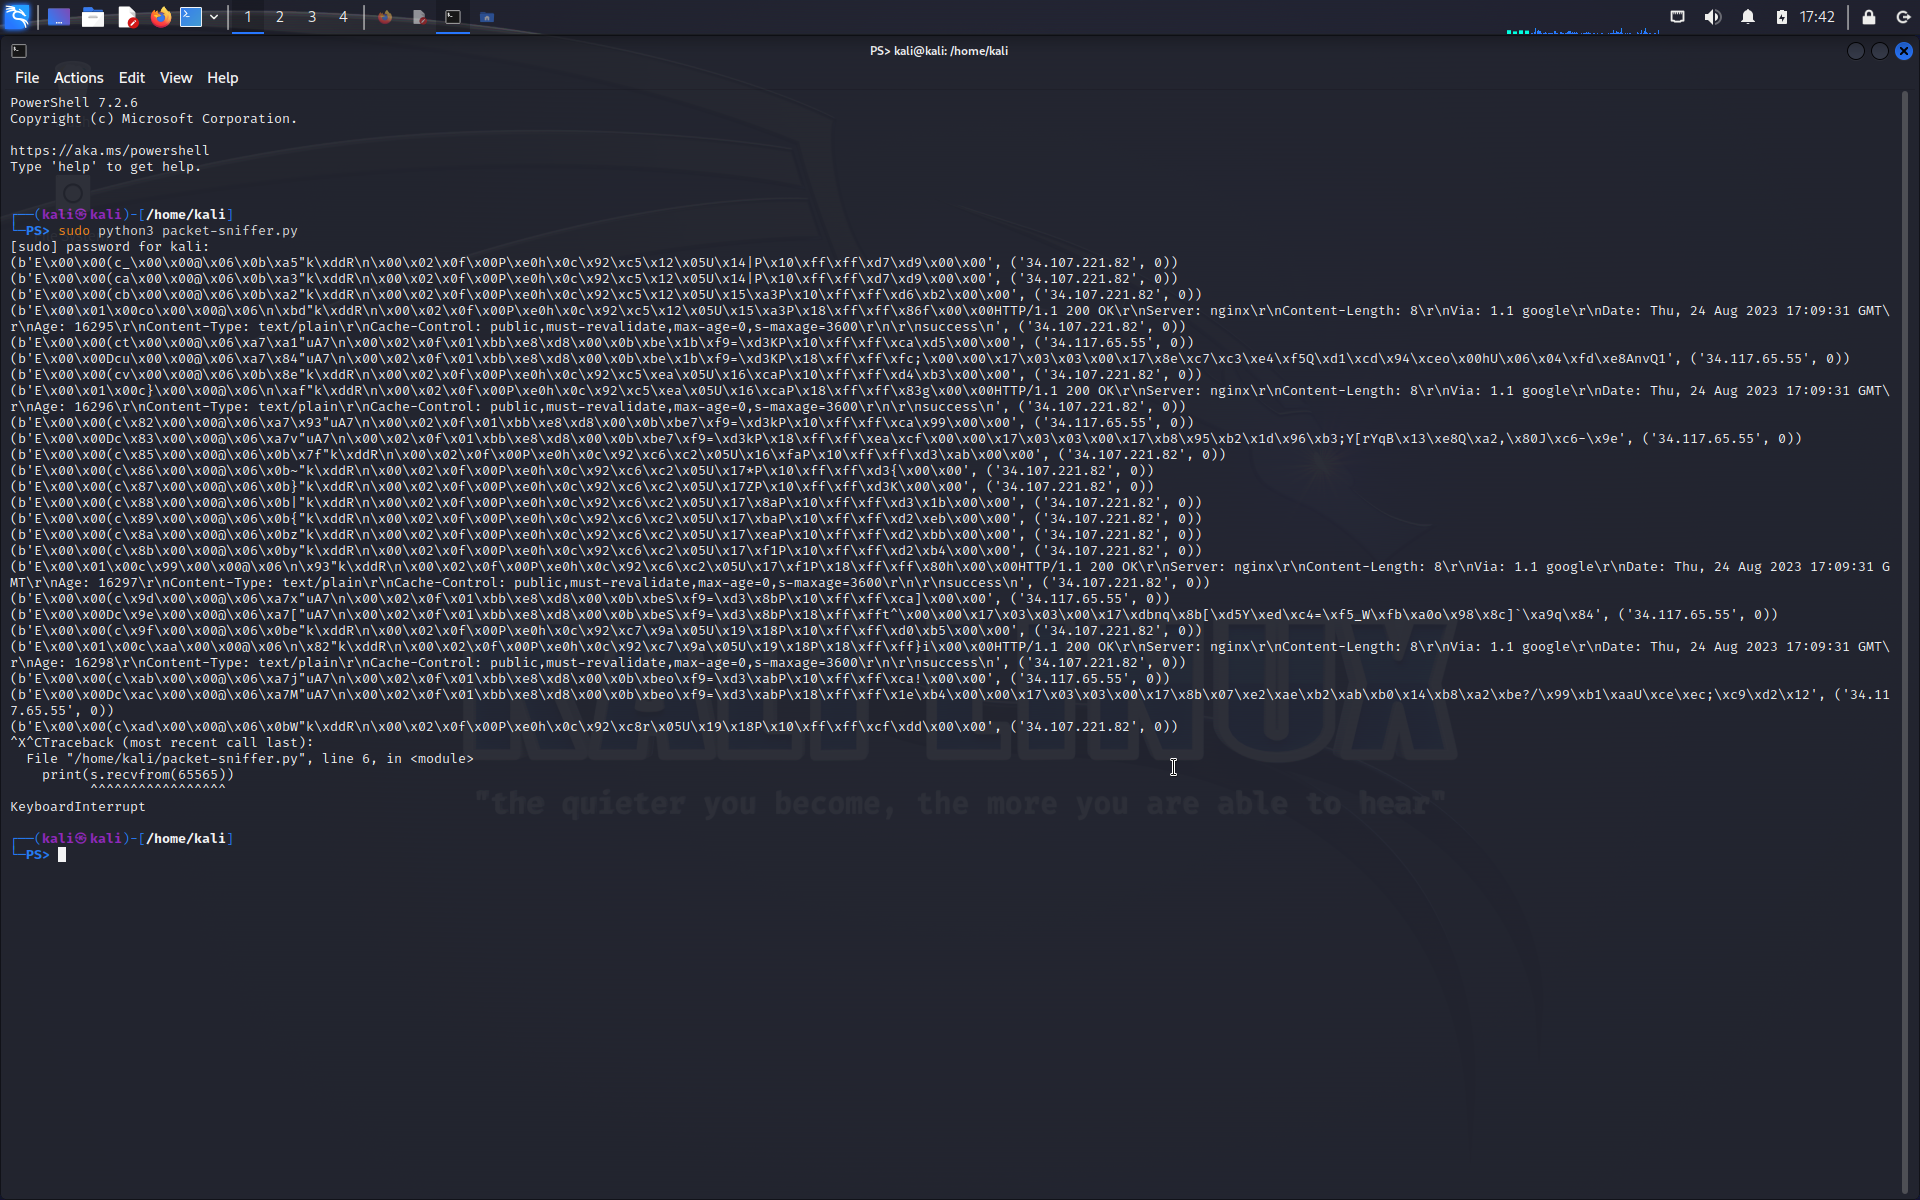 1 2 3 4 17:42
PS> kali@kali: /home/kali
File Actions Edit View Help
PowerShell 7.2.6
Copyright (c) Microsoft Corporation.
https://aka.ms/powershell
Type 'help' to get help.
┌──(kali㉿kali)-[/home/kali]
└─PS> sudo python3 packet-sniffer.py
[sudo] password for kali:
(b'E\x00\x00(c_\x00\x00@\x06\x0b\xa5"k\xddR\n\x00\x02\x0f\x00P\xe0h\x0c\x92\xc5\x12\x05U\x14|P\x10\xff\xff\xd7\xd9\x00\x00', ('34.107.221.82', 0))
(b'E\x00\x00(ca\x00\x00@\x06\x0b\xa3"k\xddR\n\x00\x02\x0f\x00P\xe0h\x0c\x92\xc5\x12\x05U\x14|P\x10\xff\xff\xd7\xd9\x00\x00', ('34.107.221.82', 0))
(b'E\x00\x00(cb\x00\x00@\x06\x0b\xa2"k\xddR\n\x00\x02\x0f\x00P\xe0h\x0c\x92\xc5\x12\x05U\x15\xa3P\x10\xff\xff\xd6\xb2\x00\x00', ('34.107.221.82', 0))
(b'E\x00\x01\x00co\x00\x00@\x06\n\xbd"k\xddR\n\x00\x02\x0f\x00P\xe0h\x0c\x92\xc5\x12\x05U\x15\xa3P\x18\xff\xff\x86f\x00\x00HTTP/1.1 200 OK\r\nServer: nginx\r\nContent-Length: 8\r\nVia: 1.1 google\r\nDate: Thu, 24 Aug 2023 17:09:31 GMT\
r\nAge: 16295\r\nContent-Type: text/plain\r\nCache-Control: public,must-revalidate,max-age=0,s-maxage=3600\r\n\r\nsuccess\n', ('34.107.221.82', 0))
(b'E\x00\x00(ct\x00\x00@\x06\xa7\xa1"uA7\n\x00\x02\x0f\x01\xbb\xe8\xd8\x00\x0b\xbe\x1b\xf9=\xd3KP\x10\xff\xff\xca\xd5\x00\x00', ('34.117.65.55', 0))
(b'E\x00\x00Dcu\x00\x00@\x06\xa7\x84"uA7\n\x00\x02\x0f\x01\xbb\xe8\xd8\x00\x0b\xbe\x1b\xf9=\xd3KP\x18\xff\xff\xfc;\x00\x00\x17\x03\x03\x00\x17\x8e\xc7\xc3\xe4\xf5Q\xd1\xcd\x94\xceo\x00hU\x06\x04\xfd\xe8AnvQ1', ('34.117.65.55', 0))
(b'E\x00\x00(cv\x00\x00@\x06\x0b\x8e"k\xddR\n\x00\x02\x0f\x00P\xe0h\x0c\x92\xc5\xea\x05U\x16\xcaP\x10\xff\xff\xd4\xb3\x00\x00', ('34.107.221.82', 0))
(b'E\x00\x01\x00c}\x00\x00@\x06\n\xaf"k\xddR\n\x00\x02\x0f\x00P\xe0h\x0c\x92\xc5\xea\x05U\x16\xcaP\x18\xff\xff\x83g\x00\x00HTTP/1.1 200 OK\r\nServer: nginx\r\nContent-Length: 8\r\nVia: 1.1 google\r\nDate: Thu, 24 Aug 2023 17:09:31 GMT\
r\nAge: 16296\r\nContent-Type: text/plain\r\nCache-Control: public,must-revalidate,max-age=0,s-maxage=3600\r\n\r\nsuccess\n', ('34.107.221.82', 0))
(b'E\x00\x00(c\x82\x00\x00@\x06\xa7\x93"uA7\n\x00\x02\x0f\x01\xbb\xe8\xd8\x00\x0b\xbe7\xf9=\xd3kP\x10\xff\xff\xca\x99\x00\x00', ('34.117.65.55', 0))
(b'E\x00\x00Dc\x83\x00\x00@\x06\xa7v"uA7\n\x00\x02\x0f\x01\xbb\xe8\xd8\x00\x0b\xbe7\xf9=\xd3kP\x18\xff\xff\xea\xcf\x00\x00\x17\x03\x03\x00\x17\xb8\x95\xb2\x1d\x96\xb3;Y[rYqB\x13\xe8Q\xa2,\x80J\xc6-\x9e', ('34.117.65.55', 0))
(b'E\x00\x00(c\x85\x00\x00@\x06\x0b\x7f"k\xddR\n\x00\x02\x0f\x00P\xe0h\x0c\x92\xc6\xc2\x05U\x16\xfaP\x10\xff\xff\xd3\xab\x00\x00', ('34.107.221.82', 0))
(b'E\x00\x00(c\x86\x00\x00@\x06\x0b~"k\xddR\n\x00\x02\x0f\x00P\xe0h\x0c\x92\xc6\xc2\x05U\x17*P\x10\xff\xff\xd3{\x00\x00', ('34.107.221.82', 0))
(b'E\x00\x00(c\x87\x00\x00@\x06\x0b}"k\xddR\n\x00\x02\x0f\x00P\xe0h\x0c\x92\xc6\xc2\x05U\x17ZP\x10\xff\xff\xd3K\x00\x00', ('34.107.221.82', 0))
(b'E\x00\x00(c\x88\x00\x00@\x06\x0b|"k\xddR\n\x00\x02\x0f\x00P\xe0h\x0c\x92\xc6\xc2\x05U\x17\x8aP\x10\xff\xff\xd3\x1b\x00\x00', ('34.107.221.82', 0))
(b'E\x00\x00(c\x89\x00\x00@\x06\x0b{"k\xddR\n\x00\x02\x0f\x00P\xe0h\x0c\x92\xc6\xc2\x05U\x17\xbaP\x10\xff\xff\xd2\xeb\x00\x00', ('34.107.221.82', 0))
(b'E\x00\x00(c\x8a\x00\x00@\x06\x0bz"k\xddR\n\x00\x02\x0f\x00P\xe0h\x0c\x92\xc6\xc2\x05U\x17\xeaP\x10\xff\xff\xd2\xbb\x00\x00', ('34.107.221.82', 0))
(b'E\x00\x00(c\x8b\x00\x00@\x06\x0by"k\xddR\n\x00\x02\x0f\x00P\xe0h\x0c\x92\xc6\xc2\x05U\x17\xf1P\x10\xff\xff\xd2\xb4\x00\x00', ('34.107.221.82', 0))
(b'E\x00\x01\x00c\x99\x00\x00@\x06\n\x93"k\xddR\n\x00\x02\x0f\x00P\xe0h\x0c\x92\xc6\xc2\x05U\x17\xf1P\x18\xff\xff\x80h\x00\x00HTTP/1.1 200 OK\r\nServer: nginx\r\nContent-Length: 8\r\nVia: 1.1 google\r\nDate: Thu, 24 Aug 2023 17:09:31 G
MT\r\nAge: 16297\r\nContent-Type: text/plain\r\nCache-Control: public,must-revalidate,max-age=0,s-maxage=3600\r\n\r\nsuccess\n', ('34.107.221.82', 0))
(b'E\x00\x00(c\x9d\x00\x00@\x06\xa7x"uA7\n\x00\x02\x0f\x01\xbb\xe8\xd8\x00\x0b\xbeS\xf9=\xd3\x8bP\x10\xff\xff\xca]\x00\x00', ('34.117.65.55', 0))
(b'E\x00\x00Dc\x9e\x00\x00@\x06\xa7["uA7\n\x00\x02\x0f\x01\xbb\xe8\xd8\x00\x0b\xbeS\xf9=\xd3\x8bP\x18\xff\xfft^\x00\x00\x17\x03\x03\x00\x17\xdbnq\x8b[\xd5Y\xed\xc4=\xf5_W\xfb\xa0o\x98\x8c]`\xa9q\x84', ('34.117.65.55', 0))
(b'E\x00\x00(c\x9f\x00\x00@\x06\x0be"k\xddR\n\x00\x02\x0f\x00P\xe0h\x0c\x92\xc7\x9a\x05U\x19\x18P\x10\xff\xff\xd0\xb5\x00\x00', ('34.107.221.82', 0))
(b'E\x00\x01\x00c\xaa\x00\x00@\x06\n\x82"k\xddR\n\x00\x02\x0f\x00P\xe0h\x0c\x92\xc7\x9a\x05U\x19\x18P\x18\xff\xff}i\x00\x00HTTP/1.1 200 OK\r\nServer: nginx\r\nContent-Length: 8\r\nVia: 1.1 google\r\nDate: Thu, 24 Aug 2023 17:09:31 GMT\
r\nAge: 16298\r\nContent-Type: text/plain\r\nCache-Control: public,must-revalidate,max-age=0,s-maxage=3600\r\n\r\nsuccess\n', ('34.107.221.82', 0))
(b'E\x00\x00(c\xab\x00\x00@\x06\xa7j"uA7\n\x00\x02\x0f\x01\xbb\xe8\xd8\x00\x0b\xbeo\xf9=\xd3\xabP\x10\xff\xff\xca!\x00\x00', ('34.117.65.55', 0))
(b'E\x00\x00Dc\xac\x00\x00@\x06\xa7M"uA7\n\x00\x02\x0f\x01\xbb\xe8\xd8\x00\x0b\xbeo\xf9=\xd3\xabP\x18\xff\xff\x1e\xb4\x00\x00\x17\x03\x03\x00\x17\x8b\x07\xe2\xae\xb2\xab\xb0\x14\xb8\xa2\xbe?/\x99\xb1\xaaU\xce\xec;\xc9\xd2\x12', ('34.11
7.65.55', 0))
(b'E\x00\x00(c\xad\x00\x00@\x06\x0bW"k\xddR\n\x00\x02\x0f\x00P\xe0h\x0c\x92\xc8r\x05U\x19\x18P\x10\xff\xff\xcf\xdd\x00\x00', ('34.107.221.82', 0))
^X^CTraceback (most recent call last):
  File "/home/kali/packet-sniffer.py", line 6, in <module>
    print(s.recvfrom(65565))
          ^^^^^^^^^^^^^^^^^
KeyboardInterrupt
KALI LINUX
"the quieter you become, the more you are able to hear"
┌──(kali㉿kali)-[/home/kali]
└─PS>